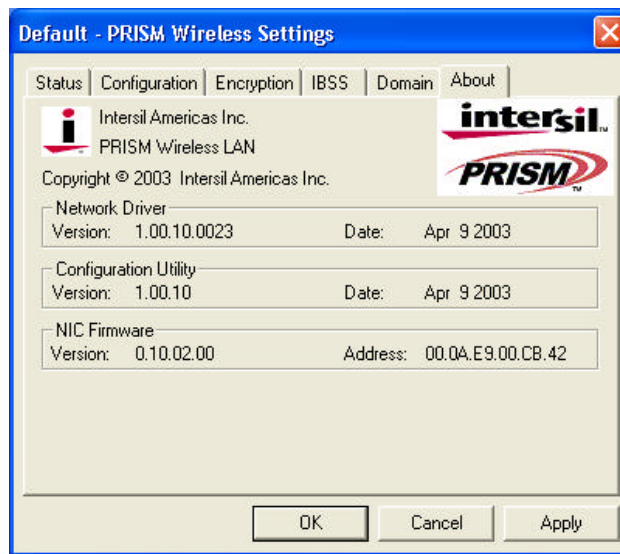 Default - PRISM Wireless Settings
Status Configuration Encryption IBSS Domain About
Intersil Americas Inc.
PRISM Wireless LAN
intersil™
PRISM™
Copyright © 2003 Intersil Americas Inc.
Network Driver
Version: 1.00.10.0023 Date: Apr 9 2003
Configuration Utility
Version: 1.00.10 Date: Apr 9 2003
NIC Firmware
Version: 0.10.02.00 Address: 00.0A.E9.00.CB.42
OK Cancel Apply